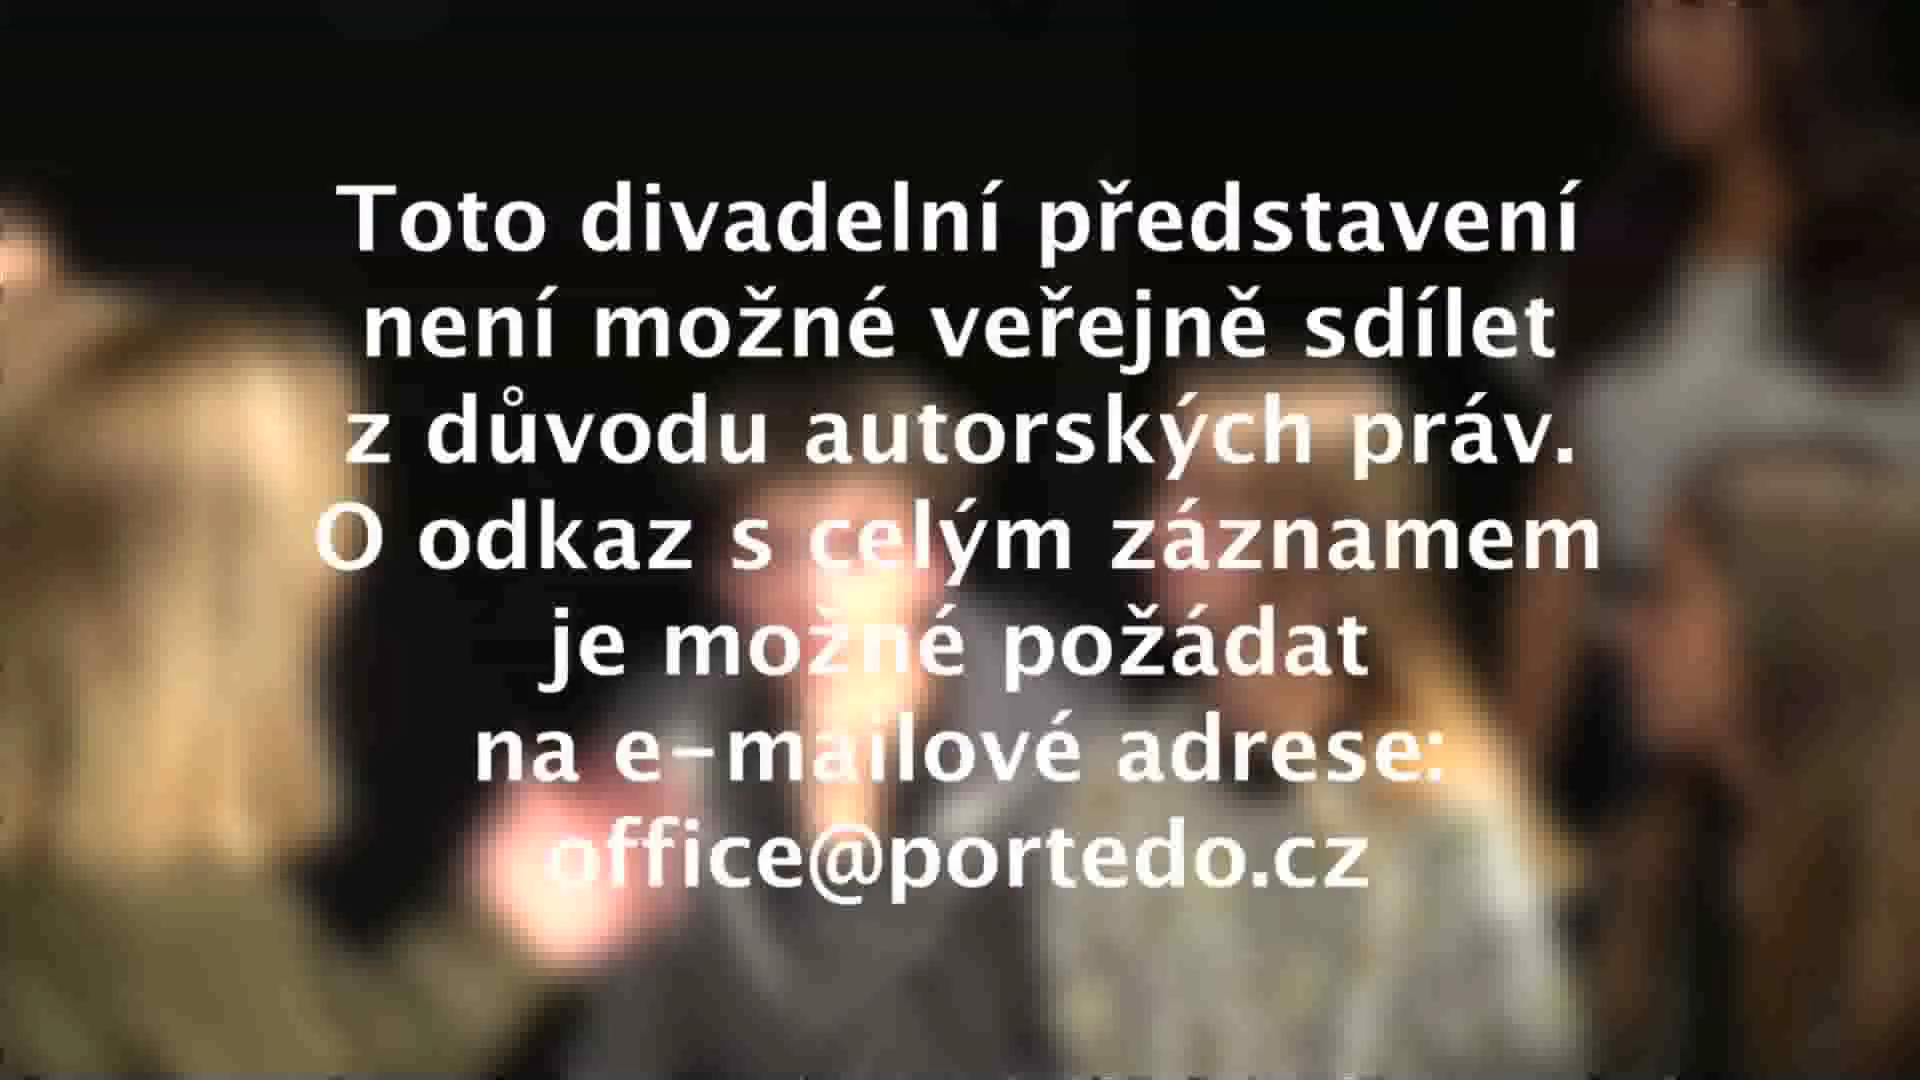 Toto divadelní představení
není možné veřejně sdílet
z důvodu autorských práv.
O odkaz s celým záznamem
je možné požádat
na e-mailové adrese:
office@portedo.cz